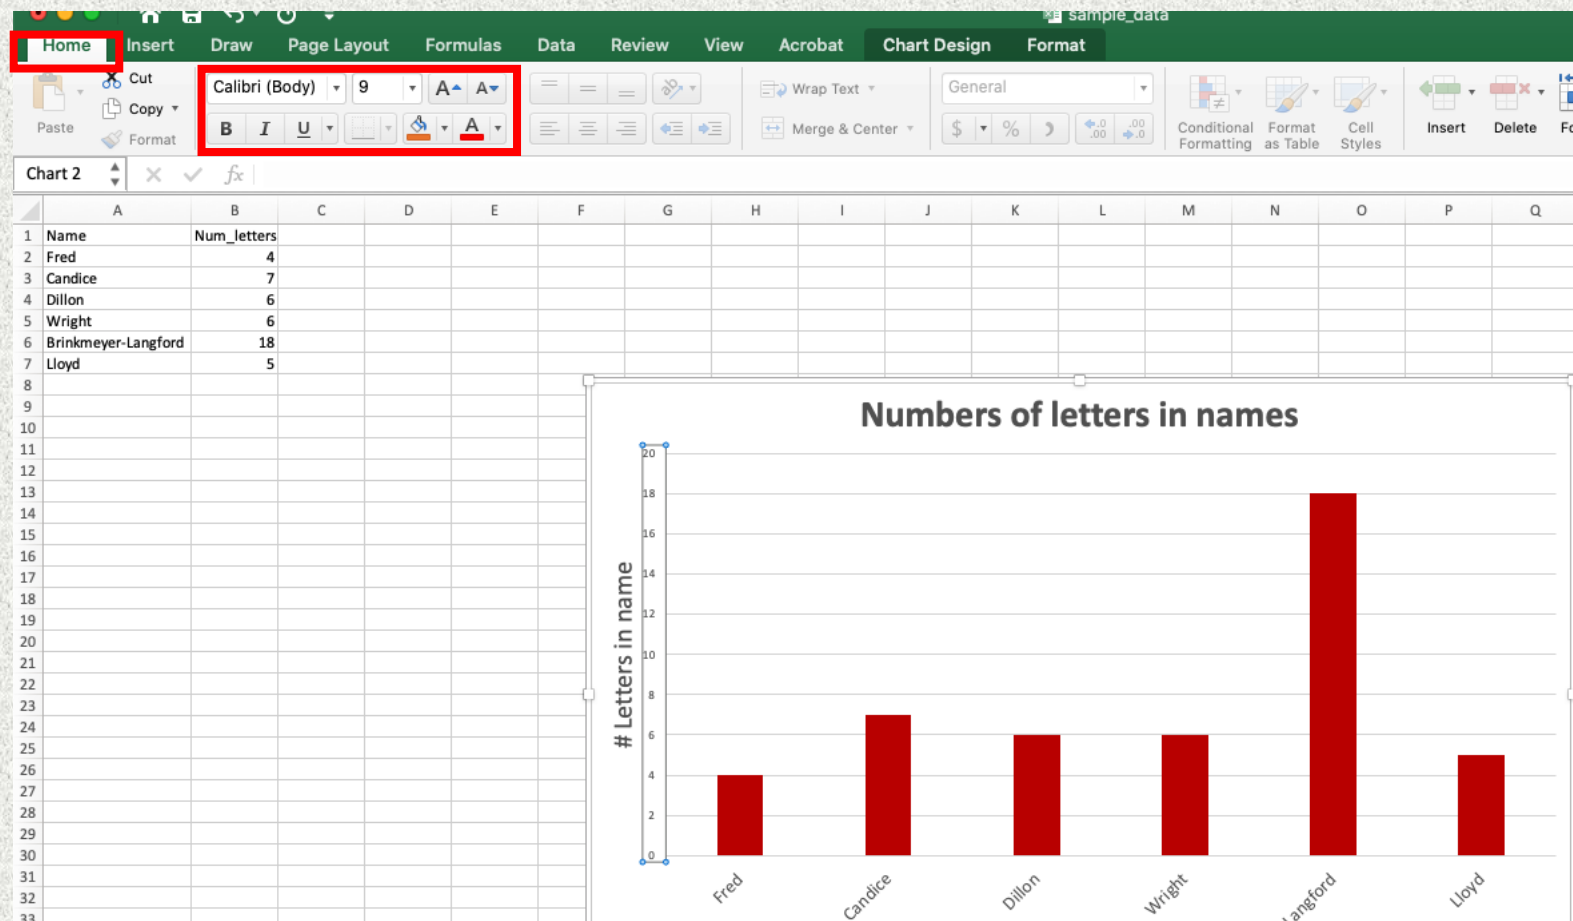 sample_data
Home Insert Draw Page Layout Formulas Data Review View Acrobat Chart Design Format
Cut
Copy
Format
Paste
Calibri (Body) 9 A A
B I U A
Wrap Text
Merge & Center
General
$ %
.0 .00
.00 .0
Conditional Formatting
Format as Table
Cell Styles
Insert
Delete
Chart 2 fx
A B C D E F G H I J K L M N O P Q
1 Name Num_letters
2 Fred 4
3 Candice 7
4 Dillon 6
5 Wright 6
6 Brinkmeyer-Langford 18
7 Lloyd 5
8
9
10
11
12
13
14
15
16
17
18
19
20
21
22
23
24
25
26
27
28
29
30
31
32
33
Numbers of letters in names
# Letters in name
20
18
16
14
12
10
8
6
4
2
0
Fred Candice Dillon Wright Langford Lloyd